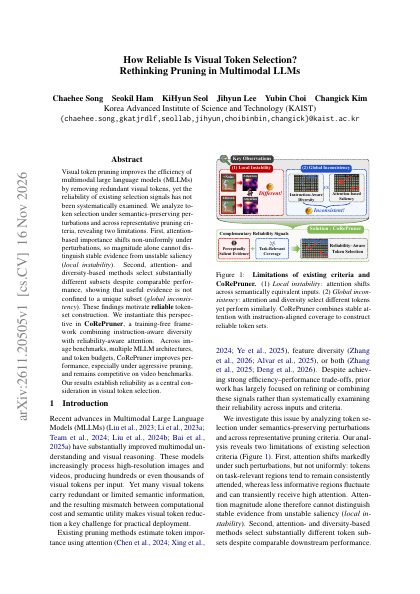 How Reliable Is Visual Token Selection?
Rethinking Pruning in Multimodal LLMs
Chaehee Song Seokil Ham KiHyun Seol Jihyun Lee Yubin Choi Changick Kim
Korea Advanced Institute of Science and Technology (KAIST)
{chaehee.song,gkatjrdlf,seollab,jihyun,choibinbin,changick}@kaist.ac.kr
arXiv:2611.20505v1 [cs.CV] 16 Nov 2026
Abstract
Visual token pruning improves the efficiency of
multimodal large language models (MLLMs)
by removing redundant visual tokens, yet the
reliability of existing selection signals has not
been systematically examined. We analyze to-
ken selection under semantics-preserving pertur-
bations and across representative pruning cri-
teria, revealing two limitations. First, attention-
based importance shifts non-uniformly under
perturbations, so magnitude alone cannot dis-
tinguish stable evidence from unstable saliency
(local instability). Second, attention- and
diversity-based methods select substantially
different subsets despite comparable perfor-
mance, showing that useful evidence is not con-
fined to a unique subset (global inconsis-
tency). These findings motivate reliable token-
set construction. We instantiate this perspective
in CoRePruner, a training-free framework
combining instruction-aware diversity
with reliability-aware attention. Across
image benchmarks, multiple MLLM architectures,
and token budgets, CoRePruner improves per-
formance, especially under aggressive pruning,
and remains competitive on video benchmarks.
Our results establish reliability as a central con-
sideration in visual token selection.
1 Introduction
Recent advances in Multimodal Large Language
Models (MLLMs) (Liu et al., 2023; Li et al., 2023a;
Team et al., 2024; Liu et al., 2024b; Bai et al.,
2025a) have substantially improved multimodal un-
derstanding and visual reasoning. These models
increasingly process high-resolution images and
videos, producing hundreds or even thousands of
visual tokens per input. Yet many visual tokens
carry redundant or limited semantic information,
and the resulting mismatch between computational
cost and semantic utility makes visual token reduc-
tion a key challenge for practical deployment.
Existing pruning methods estimate token impor-
tance using attention (Chen et al., 2024; Xing et al.,
Key Observations
(1) Local Instability
(2) Global Inconsistency
Different!
Instruction-Aware
Diversity
Attention-based
Saliency
Inconsistent!
Solution : CoRePruner
Complementary Reliability Signals
Perceptually
Salient Evidence
Task-Relevant
Coverage
Reliability-Aware Token
Selection
Figure 1: Limitations of existing criteria and
CoRePruner. (1) Local instability: attention shifts
across semantically equivalent inputs. (2) Global incon-
sistency: attention and diversity select different tokens
yet perform similarly. CoRePruner combines stable at-
tention with instruction-aligned coverage to construct
reliable token sets.
2024; Ye et al., 2025), feature diversity (Zhang
et al., 2026; Alvar et al., 2025), or both (Zhang
et al., 2025; Deng et al., 2026). Despite achiev-
ing strong efficiency-performance trade-offs, prior
work has largely focused on refining or combining
these signals rather than systematically examining
their reliability across inputs and criteria.
We investigate this issue by analyzing token se-
lection under semantics-preserving perturbations
and across representative pruning criteria. Our anal-
ysis reveals two limitations of existing selection
criteria (Figure 1). First, attention shifts markedly
under such perturbations, but not uniformly: tokens
on task-relevant regions tend to remain consistently
attended, whereas less informative regions fluctuate
and can transiently receive high attention. Atten-
tion magnitude alone therefore cannot distinguish
stable evidence from unstable saliency (local in-
stability). Second, attention- and diversity-based
methods select substantially different token sub-
sets despite comparable downstream performance.